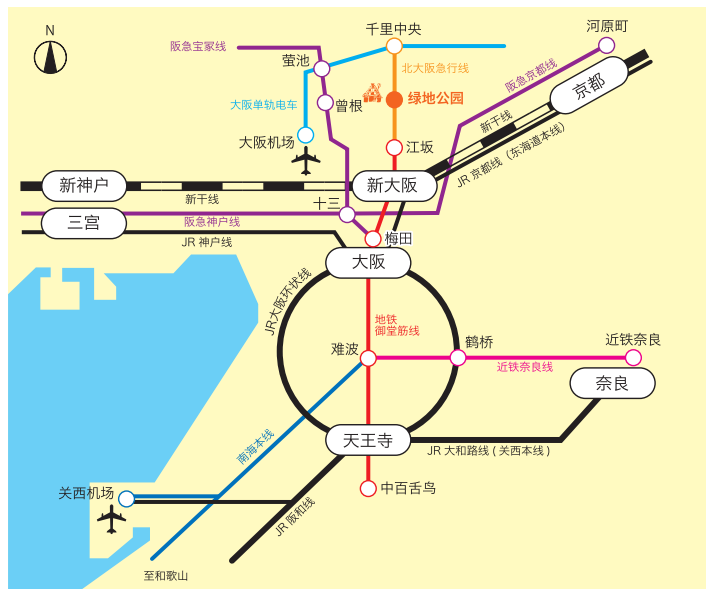 N
千里中央
河原町
阪急宝冢线
萤池
北大阪急行线
阪急京都线
绿地公园
京都
大阪单轨电车
曾根
新干线
大阪机场
江坂
JR 京都线（东海道本线）
新神户
新大阪
新干线
十三
三宫
阪急神户线
JR 神户线
梅田
大阪
JR大阪环状线
地铁
御堂筋线
难波
鹤桥
近铁奈良
近铁奈良线
奈良
南海本线
天王寺
JR 大和路线 ( 关西本线 )
关西机场
中百舌鸟
JR 阪和线
至和歌山